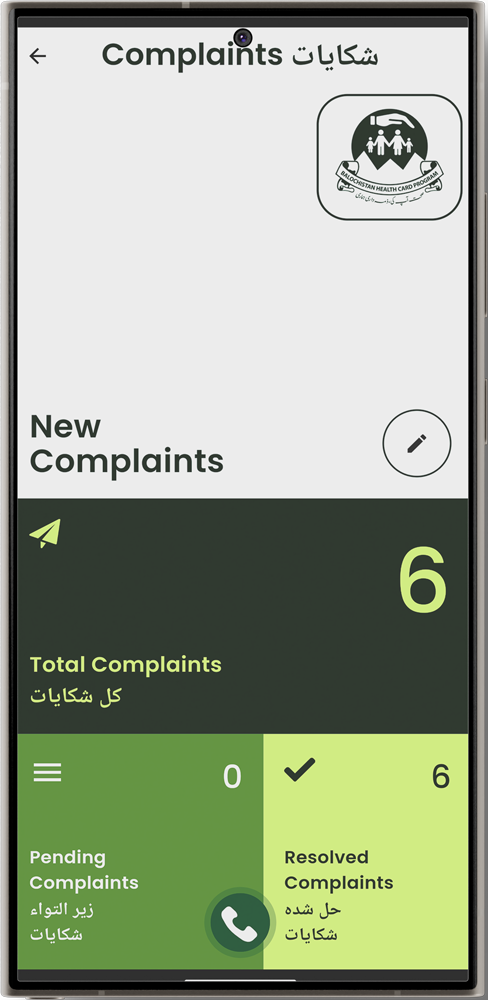 Complaints شکایات
BALOCHISTAN HEALTH CARD PROGRAM
New
Complaints
6
Total Complaints
کل شکایات
0
Pending
Complaints
زیر التواء
شکایات
6
Resolved
Complaints
حل شدہ
شکایات